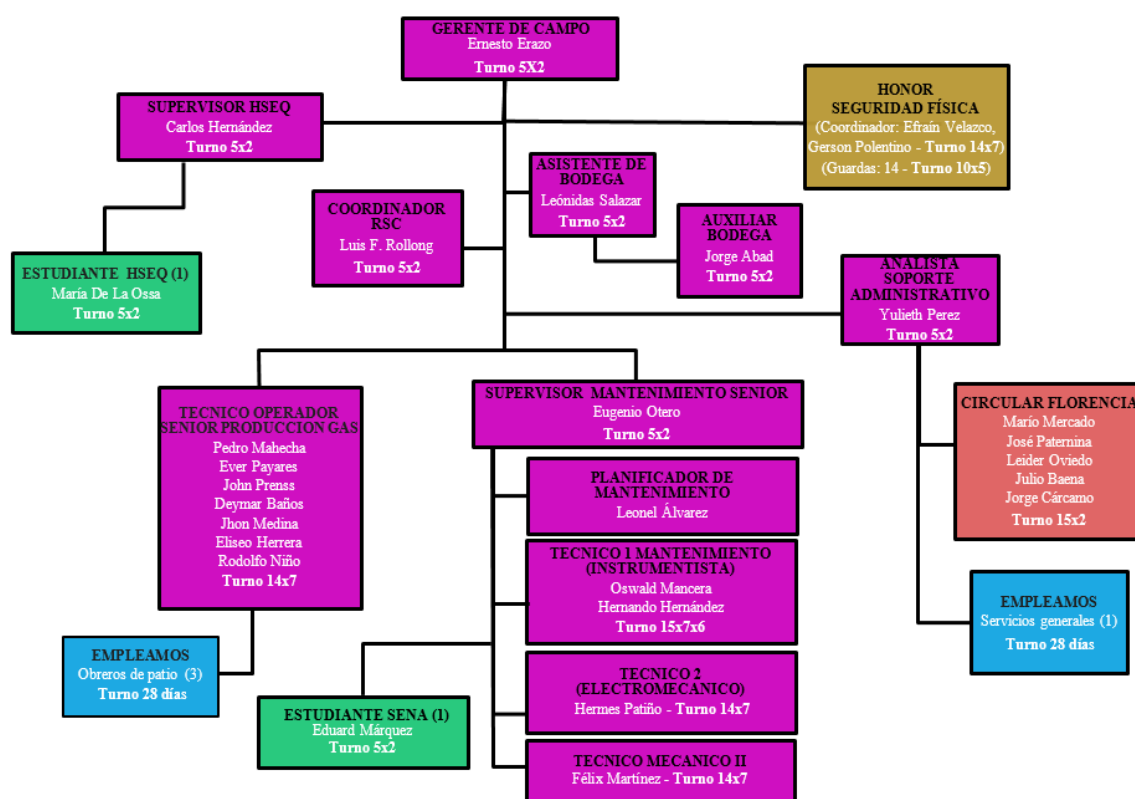 GERENTE DE CAMPO
Ernesto Erazo
Turno 5X2
SUPERVISOR HSEQ
Carlos Hernández
Turno 5x2
HONOR
SEGURIDAD FÍSICA
(Coordinador: Efraín Velazco,
Gerson Polentino - Turno 14x7)
(Guardas: 14 - Turno 10x5)
ASISTENTE DE
BODEGA
Leónidas Salazar
Turno 5x2
COORDINADOR
RSC
Luis F. Rollong
Turno 5x2
AUXILIAR
BODEGA
Jorge Abad
Turno 5x2
ESTUDIANTE HSEQ (1)
María De La Ossa
Turno 5x2
ANALISTA
SOPORTE
ADMINISTRATIVO
Yulieth Perez
Turno 5x2
TECNICO OPERADOR
SENIOR PRODUCCION GAS
Pedro Mahecha
Ever Payares
John Prenss
Deymar Baños
Jhon Medina
Eliseo Herrera
Rodolfo Niño
Turno 14x7
SUPERVISOR MANTENIMIENTO SENIOR
Eugenio Otero
Turno 5x2
CIRCULAR FLORENCIA
Marío Mercado
José Paternina
Leider Oviedo
Julio Baena
Jorge Cárcamo
Turno 15x2
PLANIFICADOR DE
MANTENIMIENTO
Leonel Álvarez
TECNICO 1 MANTENIMIENTO
(INSTRUMENTISTA)
Oswald Mancera
Hernando Hernández
Turno 15x7x6
EMPLEAMOS
Servicios generales (1)
Turno 28 días
EMPLEAMOS
Obreros de patio (3)
Turno 28 días
TECNICO 2
(ELECTROMECANICO)
Hermes Patiño - Turno 14x7
ESTUDIANTE SENA (1)
Eduard Márquez
Turno 5x2
TECNICO MECANICO II
Félix Martínez - Turno 14x7